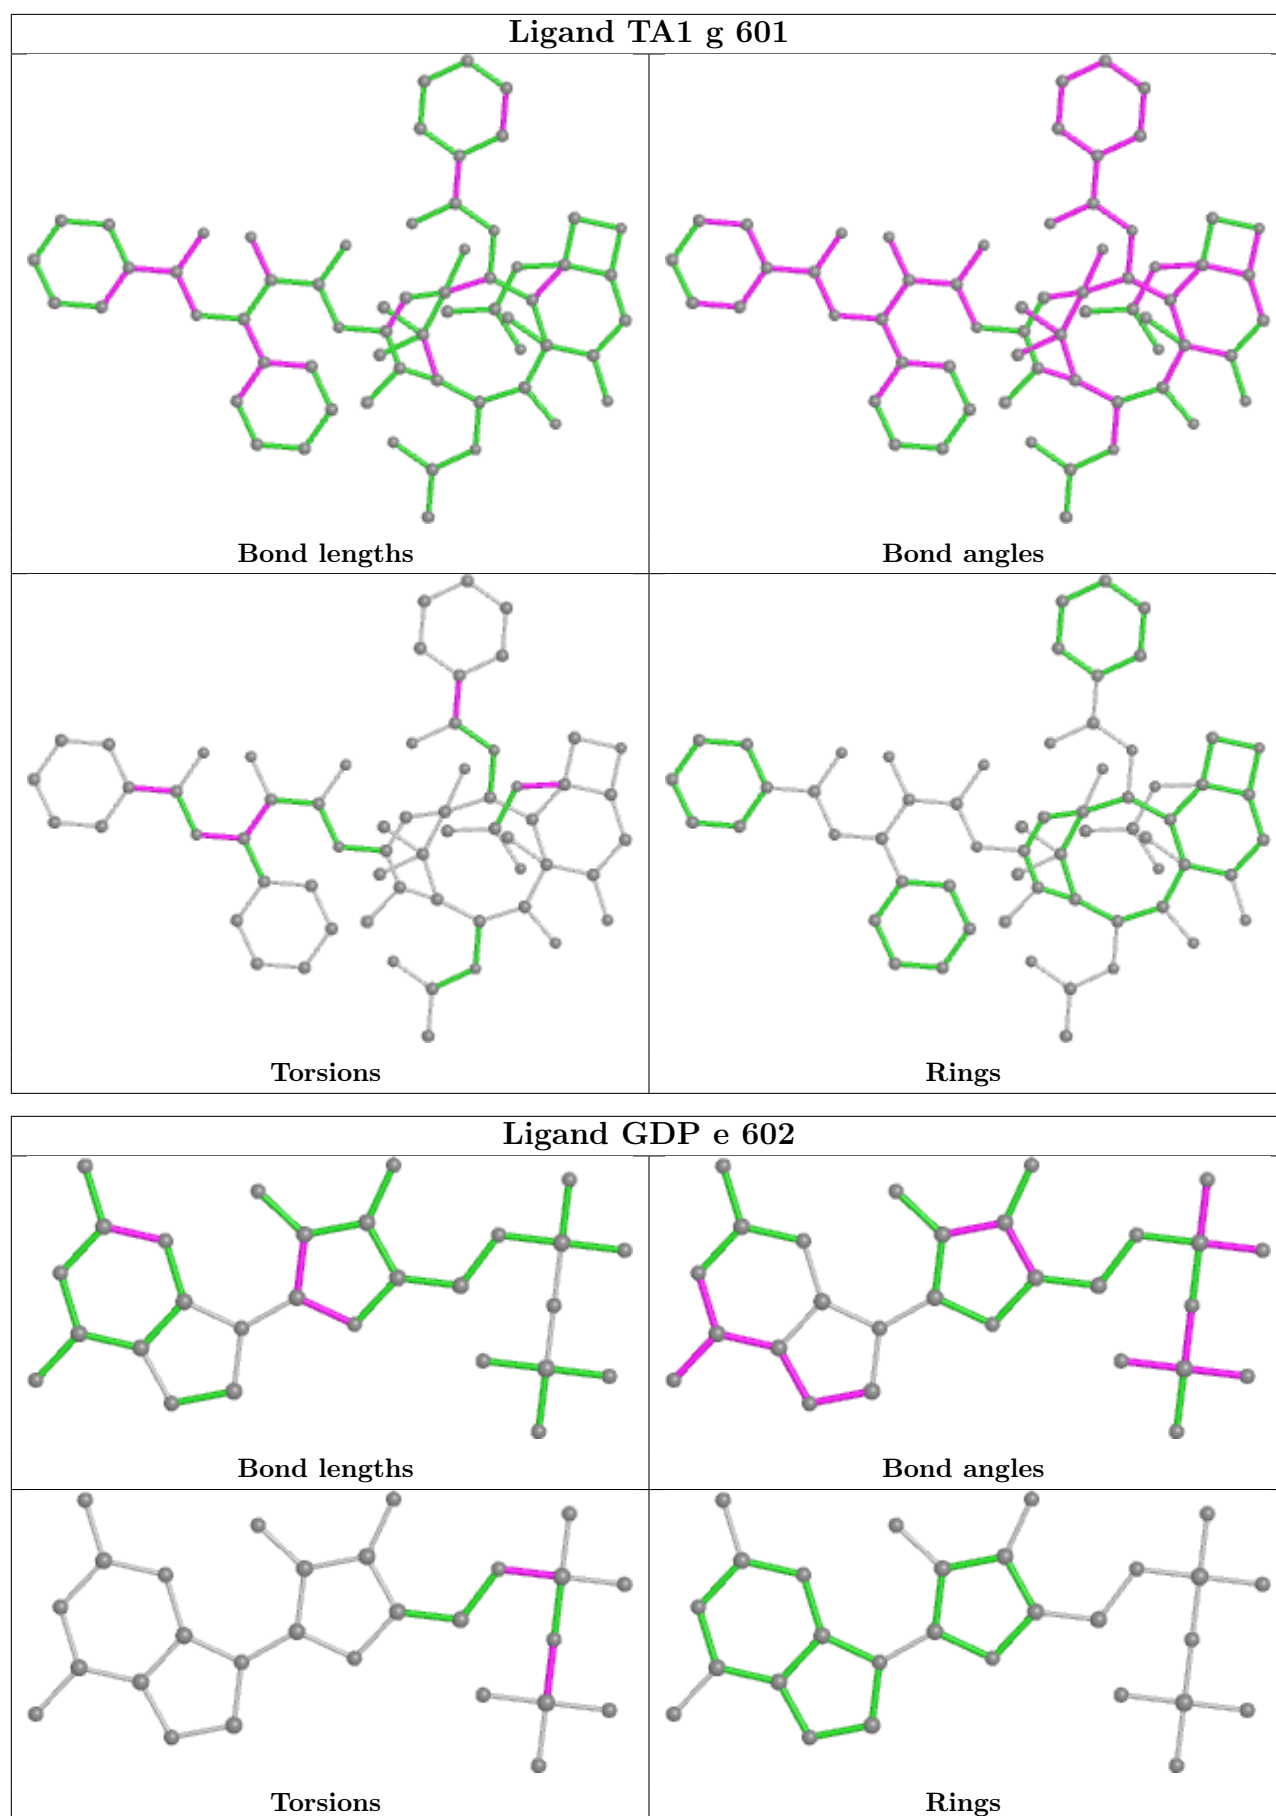 Ligand TA1 g 601
Bond lengths
Bond angles
Torsions
Rings
Ligand GDP e 602
Bond lengths
Bond angles
Torsions
Rings